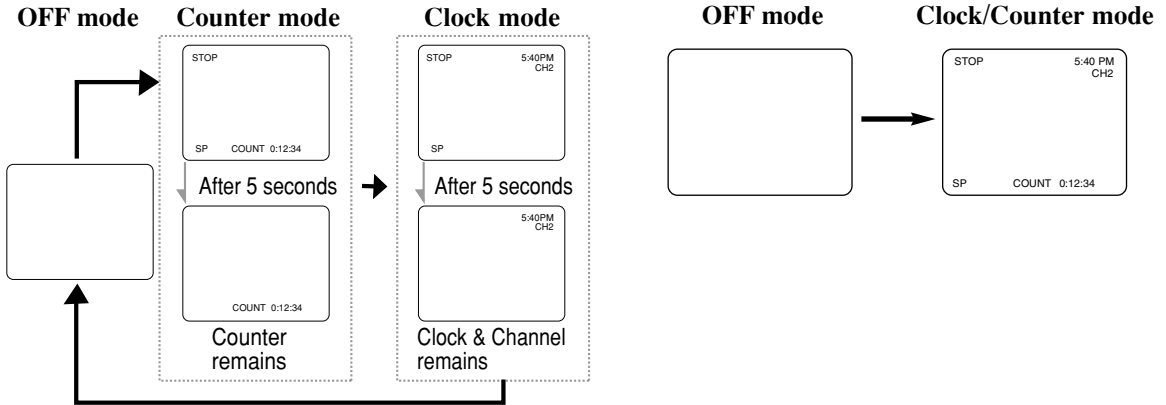 OFF mode
Counter mode
Clock mode
STOP
SP COUNT 0:12:34
After 5 seconds
COUNT 0:12:34
Counter
remains
STOP 5:40PM
CH2
SP
After 5 seconds
5:40PM
CH2
Clock & Channel
remains
OFF mode
Clock/Counter mode
STOP 5:40 PM
CH2
SP COUNT 0:12:34